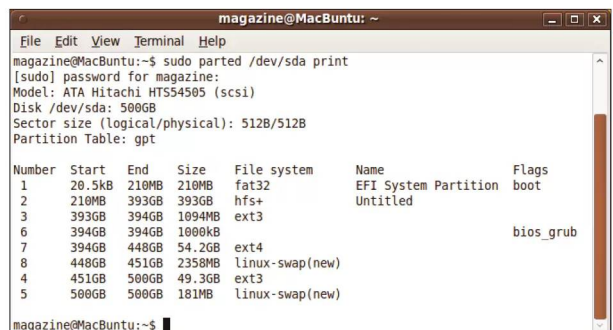 magazine@MacBuntu: ~
File Edit View Terminal Help
magazine@MacBuntu:~$ sudo parted /dev/sda print
[sudo] password for magazine:
Model: ATA Hitachi HTS54505 (scsi)
Disk /dev/sda: 500GB
Sector size (logical/physical): 512B/512B
Partition Table: gpt
Number Start End Size File system Name Flags
1 20.5kB 210MB 210MB fat32 EFI System Partition boot
2 210MB 393GB 393GB hfs+ Untitled
3 393GB 394GB 1094MB ext3
6 394GB 394GB 1000kB bios_grub
7 394GB 448GB 54.2GB ext4
8 448GB 451GB 2358MB linux-swap(new)
4 451GB 500GB 49.3GB ext3
5 500GB 500GB 181MB linux-swap(new)
magazine@MacBuntu:~$